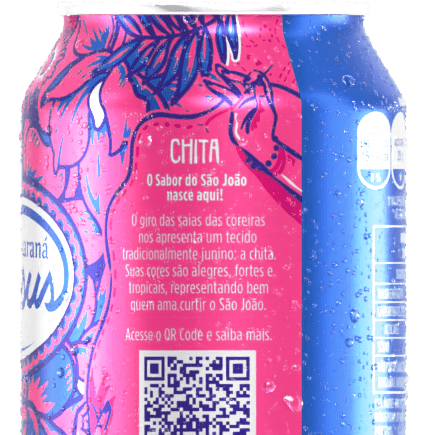 CHITA
O Sabor do São João
nasce aqui!
O giro das saias das coreiras
nos apresenta um tecido
tradicionalmente junino: a chita.
Suas cores são alegres, fortes e
tropicais, representando bem
quem ama curtir o São João.
Acesse o QR Code e saiba mais.
araná